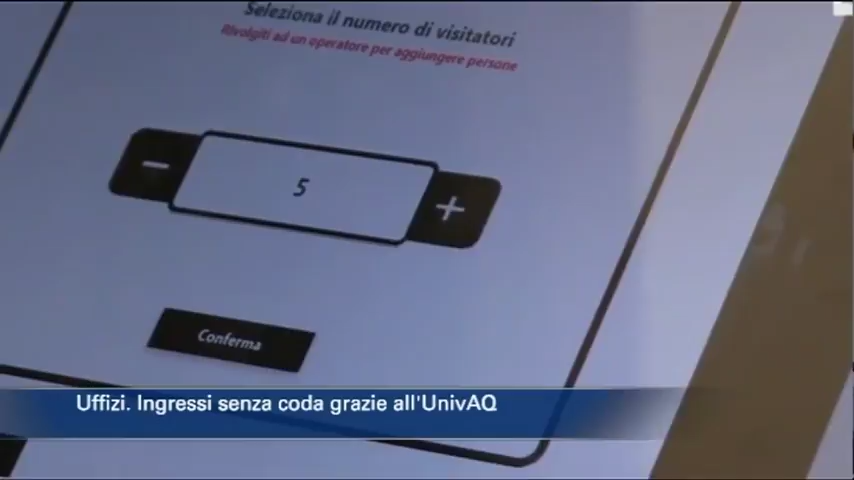 Seleziona il numero di visitatori
Rivolgiti ad un operatore per aggiungere persone
− 5 +
Conferma
Uffizi. Ingressi senza coda grazie all'UnivAQ